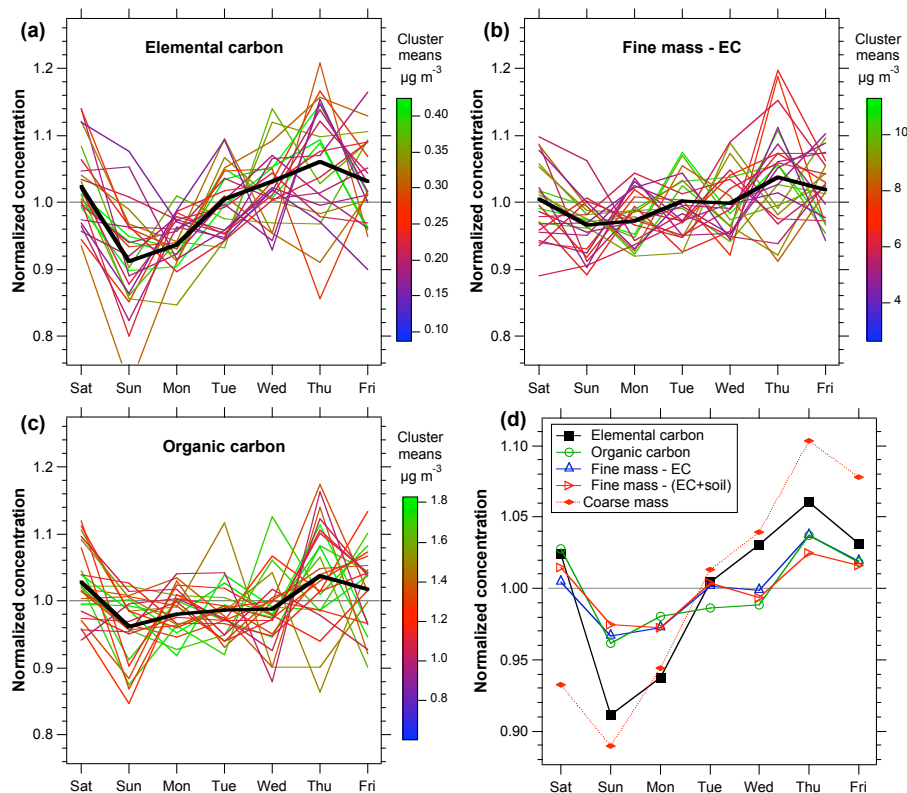 (a)
Elemental carbon
Normalized concentration
1.2
1.1
1.0
0.9
0.8
Sat Sun Mon Tue Wed Thu Fri
Cluster
means
µg m-3
0.40
0.35
0.30
0.25
0.20
0.15
0.10
(b)
Fine mass - EC
Normalized concentration
1.2
1.1
1.0
0.9
0.8
Sat Sun Mon Tue Wed Thu Fri
Cluster
means
µg m-3
10
8
6
4
(c)
Organic carbon
Normalized concentration
1.2
1.1
1.0
0.9
0.8
Sat Sun Mon Tue Wed Thu Fri
Cluster
means
µg m-3
1.8
1.6
1.4
1.2
1.0
0.8
(d)
Elemental carbon
Organic carbon
Fine mass - EC
Fine mass - (EC+soil)
Coarse mass
Normalized concentration
1.10
1.05
1.00
0.95
0.90
Sat Sun Mon Tue Wed Thu Fri